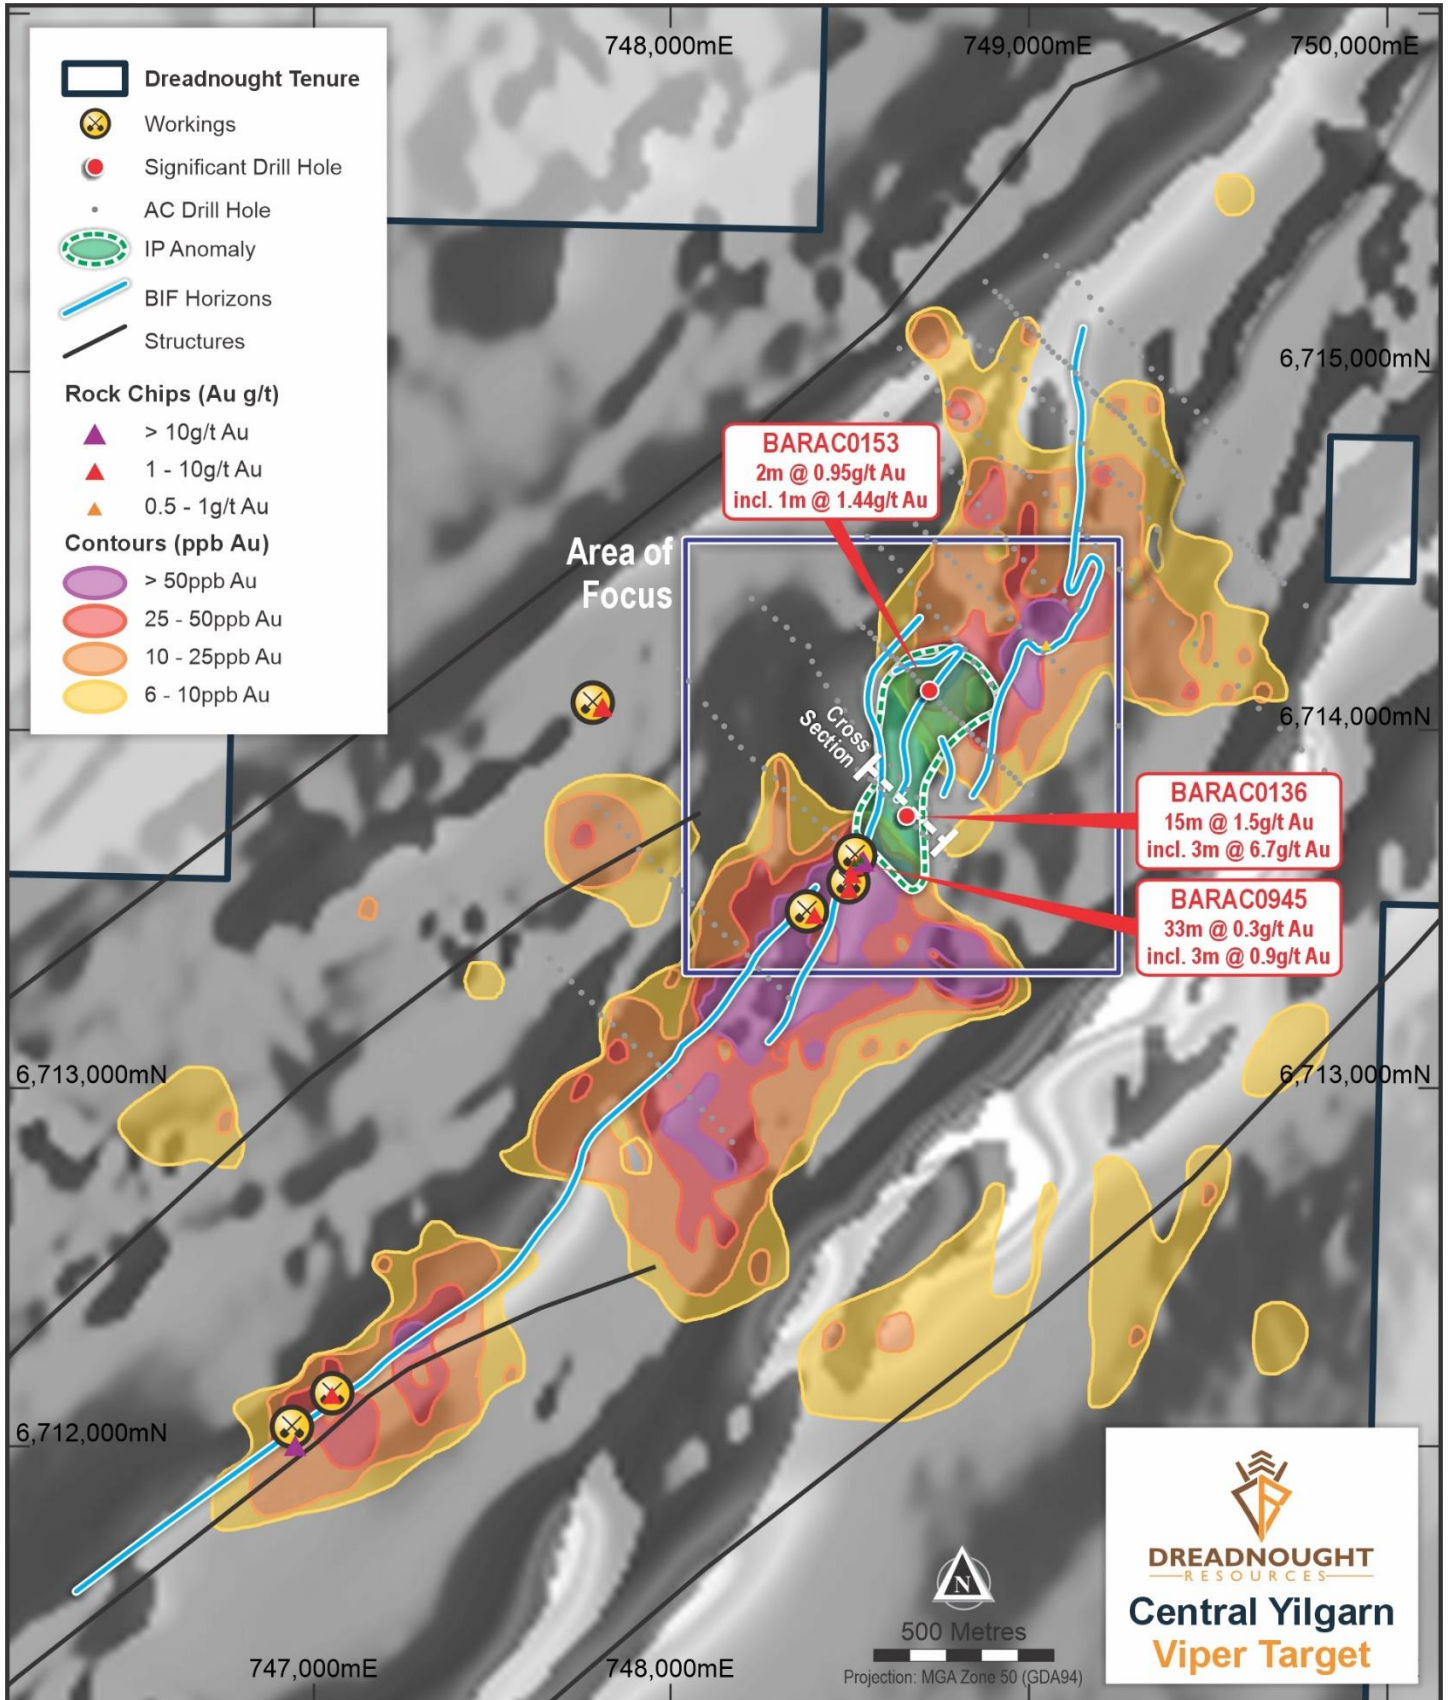 748,000mE
749,000mE
750,000mE
Dreadnought Tenure
Workings
Significant Drill Hole
AC Drill Hole
IP Anomaly
BIF Horizons
Structures
Rock Chips (Au g/t)
> 10g/t Au
1 - 10g/t Au
0.5 - 1g/t Au
Contours (ppb Au)
> 50ppb Au
25 - 50ppb Au
10 - 25ppb Au
6 - 10ppb Au
6,715,000mN
BARAC0153
2m @ 0.95g/t Au
incl. 1m @ 1.44g/t Au
Area of
Focus
Cross
Section
6,714,000mN
BARAC0136
15m @ 1.5g/t Au
incl. 3m @ 6.7g/t Au
BARAC0945
33m @ 0.3g/t Au
incl. 3m @ 0.9g/t Au
6,713,000mN
6,713,000mN
6,712,000mN
747,000mE
748,000mE
N
500 Metres
Projection: MGA Zone 50 (GDA94)
DREADNOUGHT
RESOURCES
Central Yilgarn
Viper Target